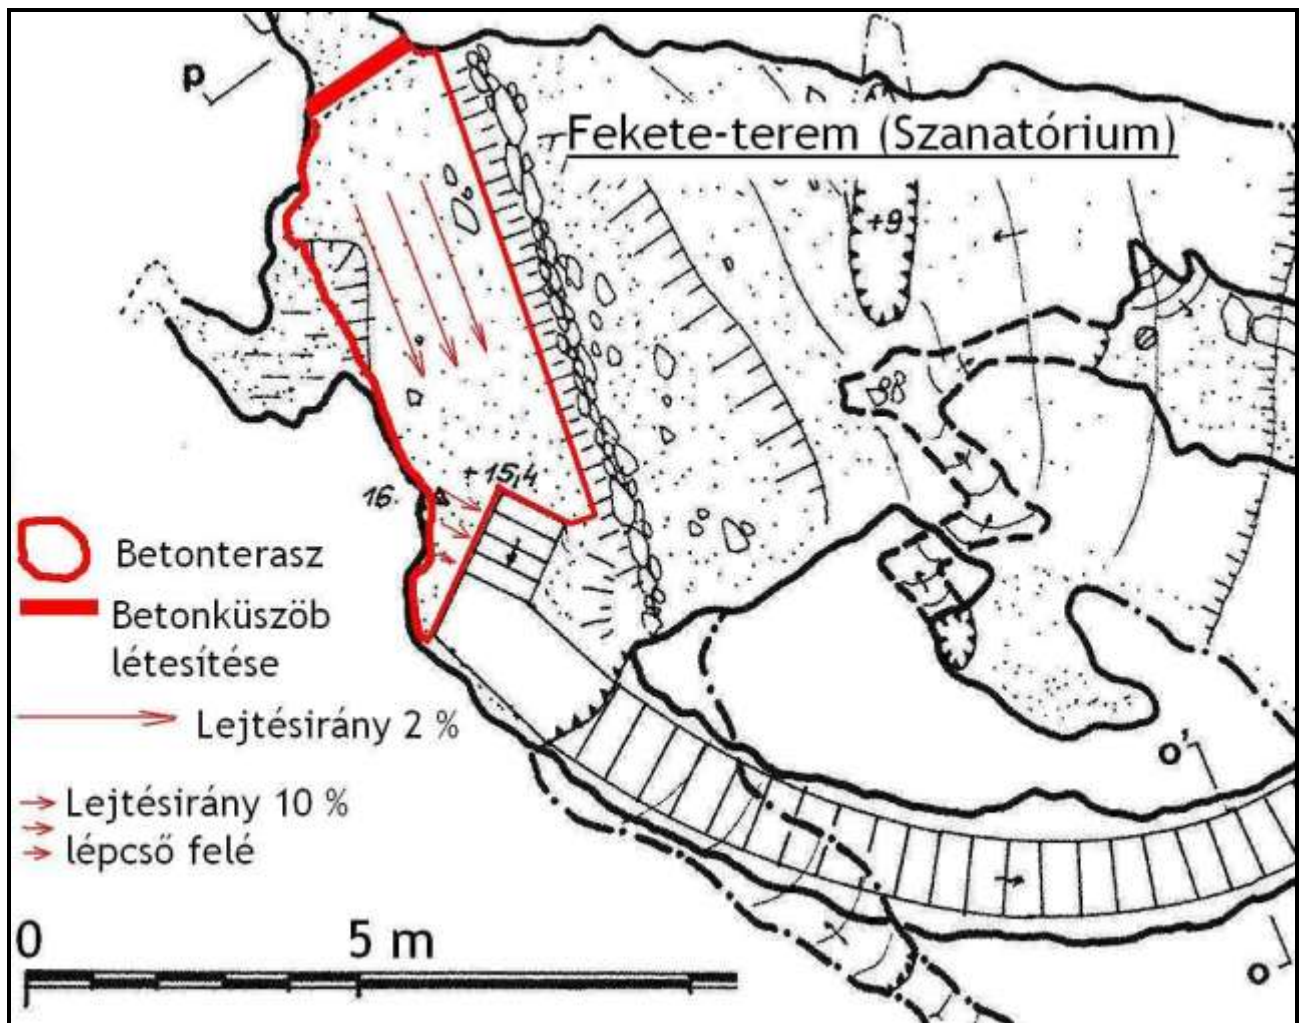 P
Fekete-terem (Szanatórium)
+9
+15,4
16.
Betonterasz
Betonküszöb
létesítése
Lejtésirány 2 %
Lejtésirány 10 %
lépcső felé
O'
O
0 5 m